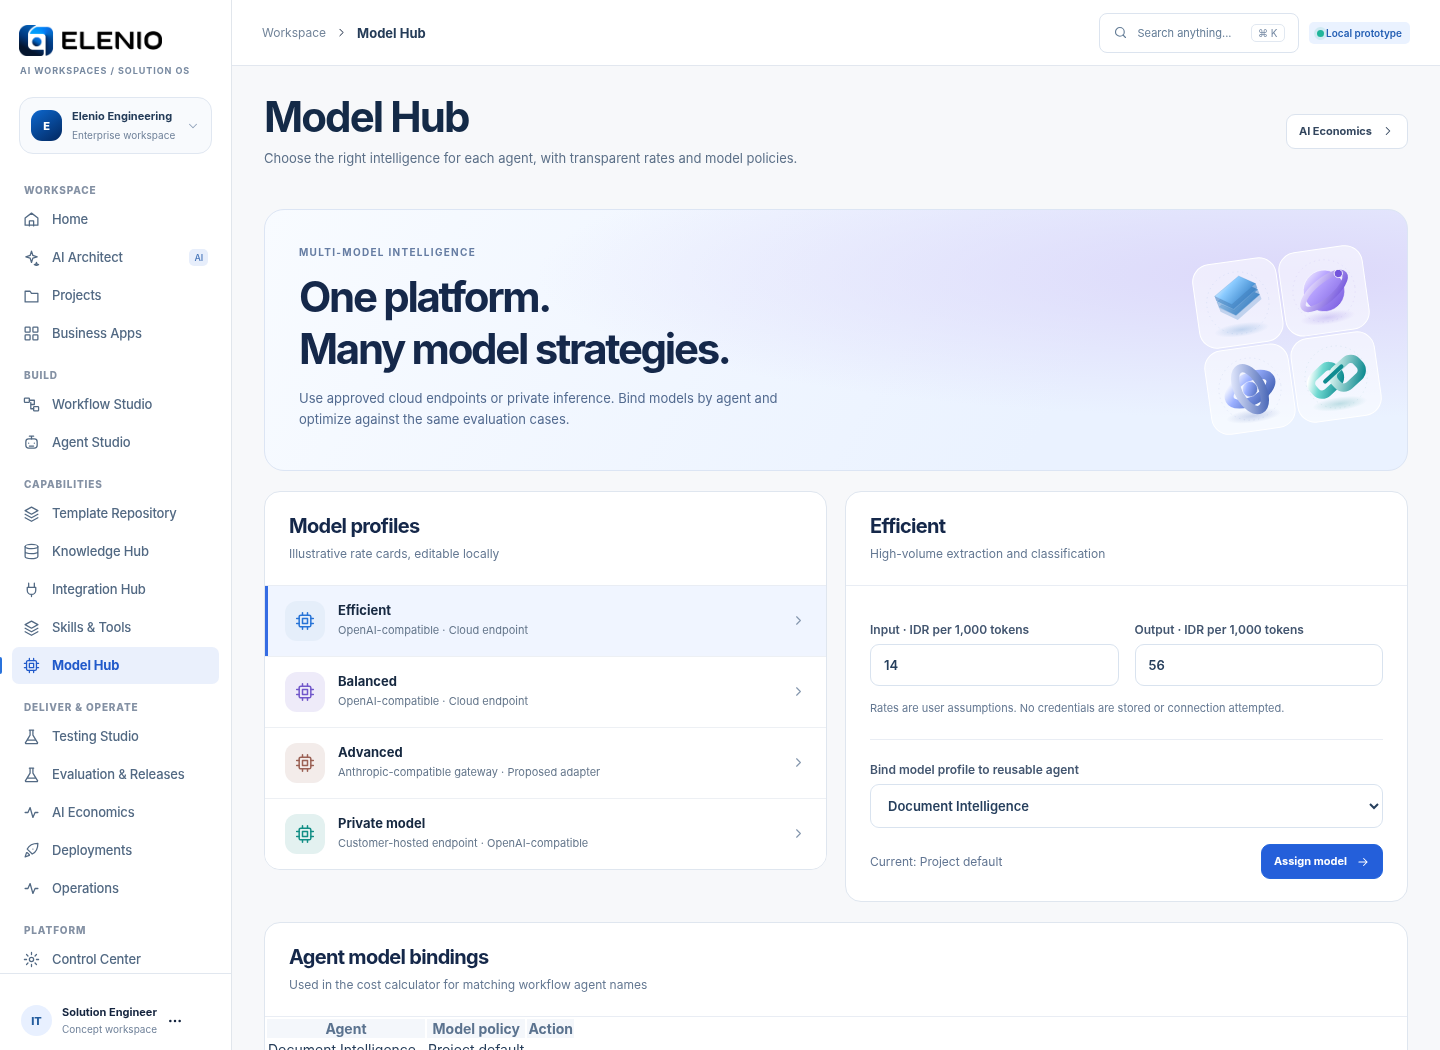 ELENIO
AI WORKSPACES / SOLUTION OS
E
Elenio Engineering
Enterprise workspace
WORKSPACE
Home
AI Architect
AI
Projects
Business Apps
BUILD
Workflow Studio
Agent Studio
CAPABILITIES
Template Repository
Knowledge Hub
Integration Hub
Skills & Tools
Model Hub
DELIVER & OPERATE
Testing Studio
Evaluation & Releases
AI Economics
Deployments
Operations
PLATFORM
Control Center
IT
Solution Engineer
Concept workspace
Workspace
Model Hub
Search anything...
⌘ K
Local prototype
Model Hub
Choose the right intelligence for each agent, with transparent rates and model policies.
AI Economics
MULTI-MODEL INTELLIGENCE
One platform.
Many model strategies.
Use approved cloud endpoints or private inference. Bind models by agent and
optimize against the same evaluation cases.
Model profiles
Illustrative rate cards, editable locally
Efficient
OpenAI-compatible · Cloud endpoint
Balanced
OpenAI-compatible · Cloud endpoint
Advanced
Anthropic-compatible gateway · Proposed adapter
Private model
Customer-hosted endpoint · OpenAI-compatible
Efficient
High-volume extraction and classification
Input · IDR per 1,000 tokens
Output · IDR per 1,000 tokens
14
56
Rates are user assumptions. No credentials are stored or connection attempted.
Bind model profile to reusable agent
Document Intelligence
Current: Project default
Assign model
Agent model bindings
Used in the cost calculator for matching workflow agent names
Agent Model policy Action
Document Intelligence Project default